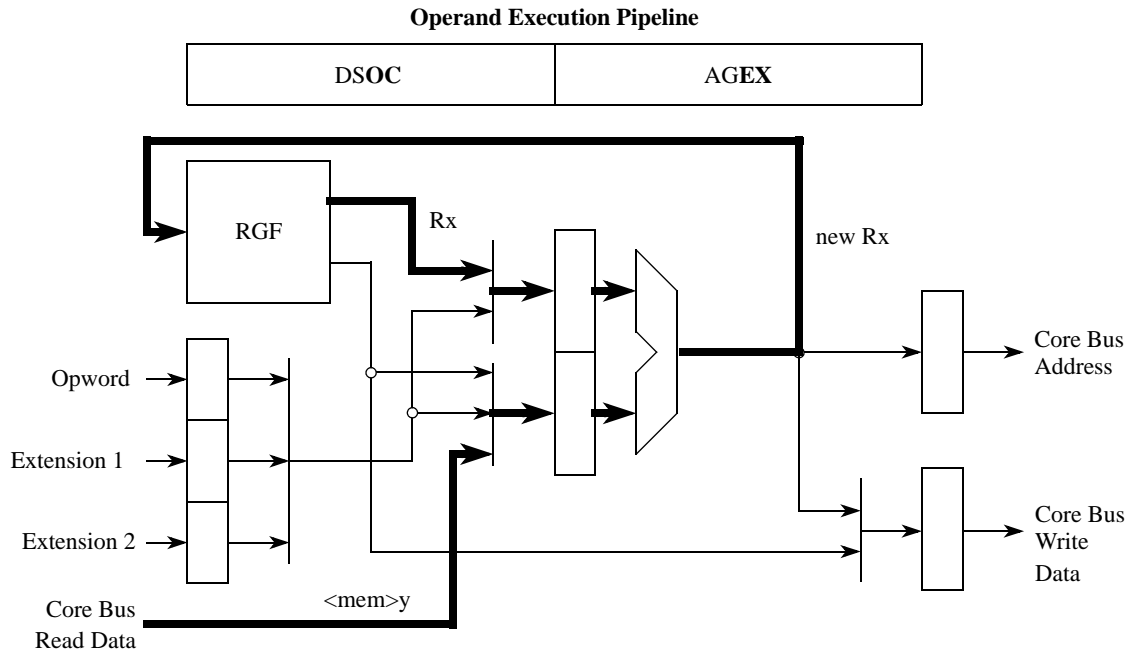 Operand Execution Pipeline
DSOC
AGEX
RGF
Rx
new Rx
Opword
Extension 1
Extension 2
Core Bus
Read Data
<mem>y
Core Bus
Address
Core Bus
Write
Data